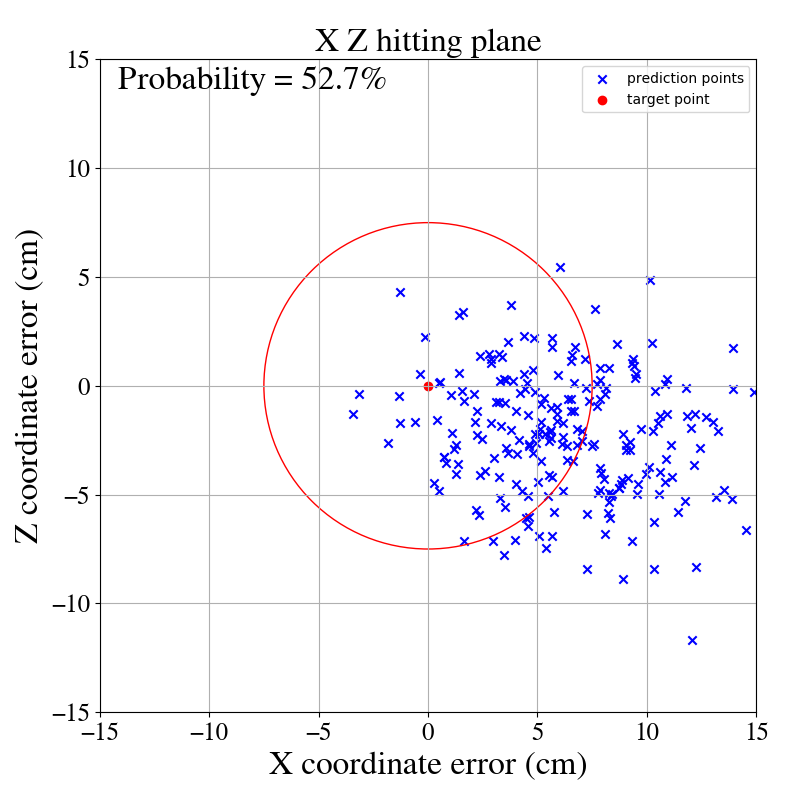 X Z hitting plane
Probability = 52.7%
prediction points
target point
Z coordinate error (cm)
15
10
5
0
−5
−10
−15
−15 −10 −5 0 5 10 15
X coordinate error (cm)